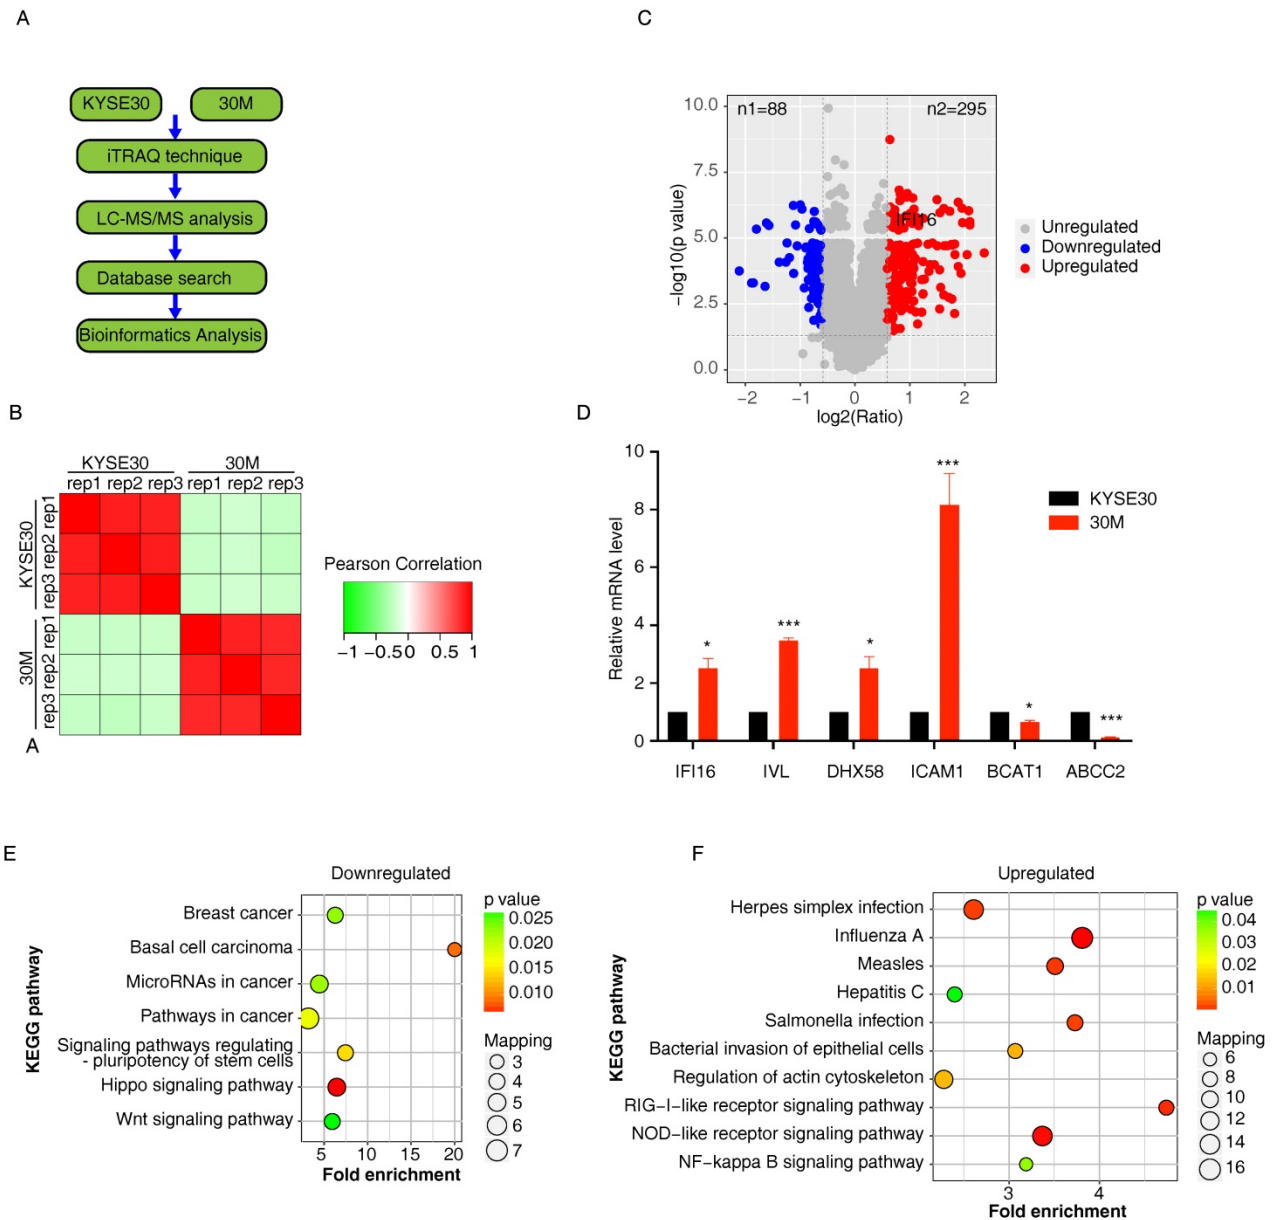 A
KYSE30
30M
iTRAQ technique
LC-MS/MS analysis
Database search
Bioinformatics Analysis
C
n1=88
n2=295
IFI16
10.0
7.5
5.0
2.5
0.0
−log10(p value)
−2
−1
0
1
2
log2(Ratio)
Unregulated
Downregulated
Upregulated
B
KYSE30
30M
rep1 rep2 rep3 rep1 rep2 rep3
KYSE30
rep3 rep2 rep1
30M
rep3 rep2 rep1
Pearson Correlation
−1 −0.5 0 0.5 1
A
D
10
8
6
4
2
0
Relative mRNA level
*
***
*
***
*
***
KYSE30
30M
IFI16
IVL
DHX58
ICAM1
BCAT1
ABCC2
E
Downregulated
KEGG pathway
Breast cancer
Basal cell carcinoma
MicroRNAs in cancer
Pathways in cancer
Signaling pathways regulating
- pluripotency of stem cells
Hippo signaling pathway
Wnt signaling pathway
5
10
15
20
Fold enrichment
p value
0.025
0.020
0.015
0.010
Mapping
3
4
5
6
7
F
Upregulated
KEGG pathway
Herpes simplex infection
Influenza A
Measles
Hepatitis C
Salmonella infection
Bacterial invasion of epithelial cells
Regulation of actin cytoskeleton
RIG−I−like receptor signaling pathway
NOD−like receptor signaling pathway
NF−kappa B signaling pathway
3
4
Fold enrichment
p value
0.04
0.03
0.02
0.01
Mapping
6
8
10
12
14
16